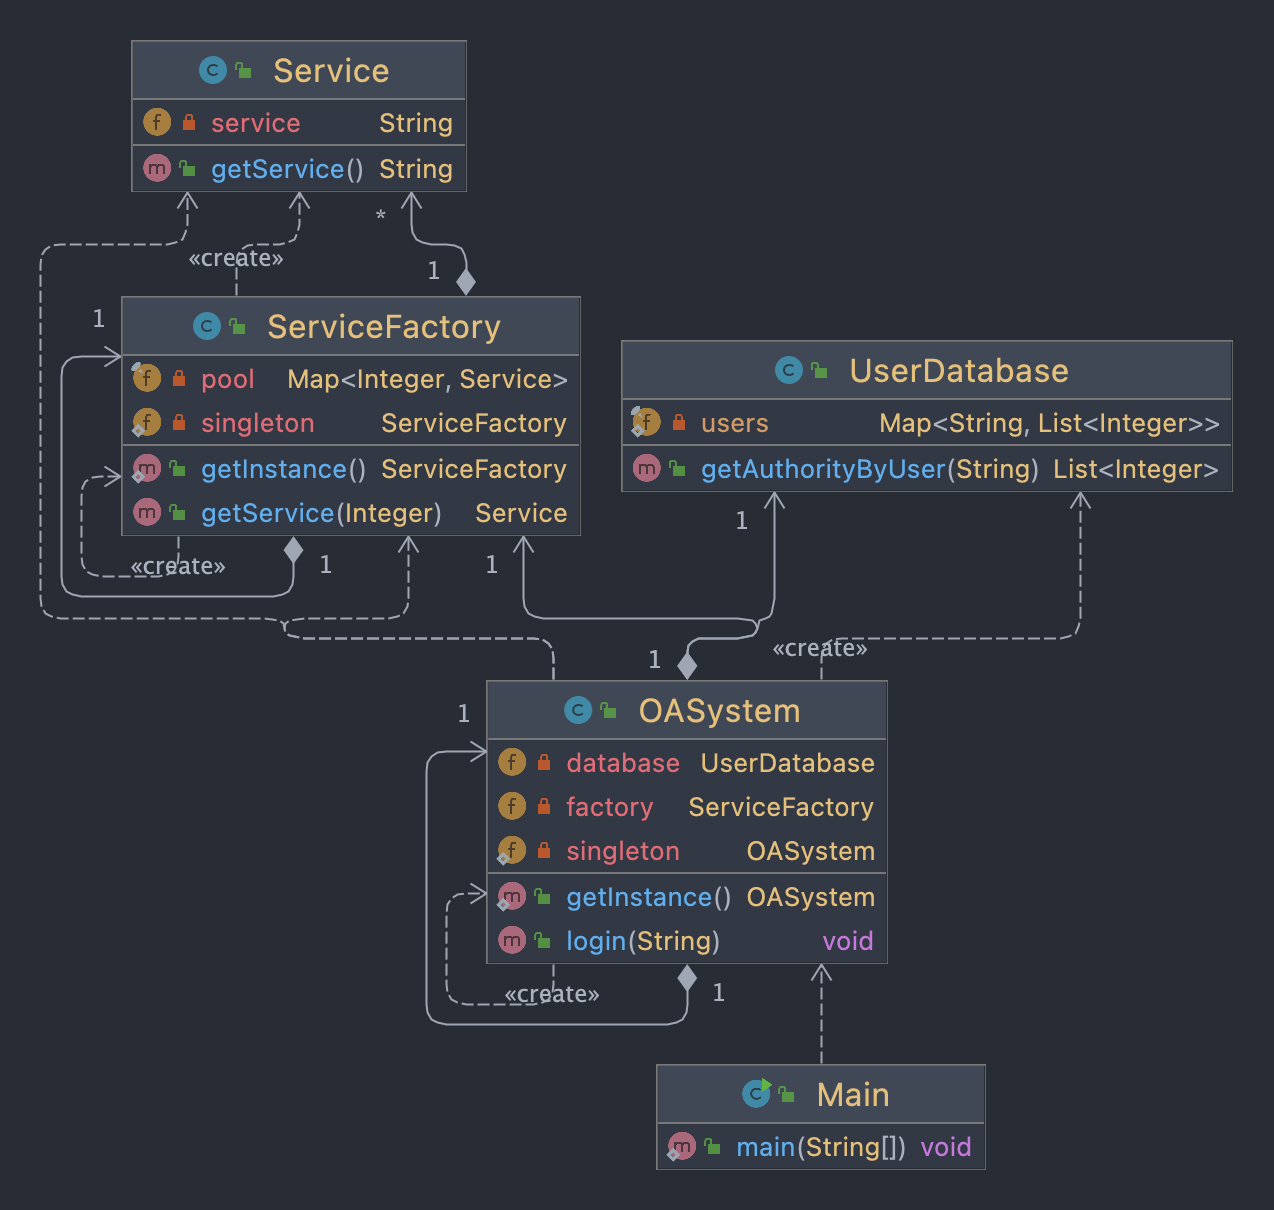 Service
service String
getService() String
*
«create»
1
1
ServiceFactory
pool Map<Integer, Service>
singleton ServiceFactory
getInstance() ServiceFactory
getService(Integer) Service
«create»
1
UserDatabase
users Map<String, List<Integer>>
getAuthorityByUser(String) List<Integer>
1
1
1
«create»
1
OASystem
database UserDatabase
factory ServiceFactory
singleton OASystem
getInstance() OASystem
login(String) void
«create»
1
Main
main(String[]) void